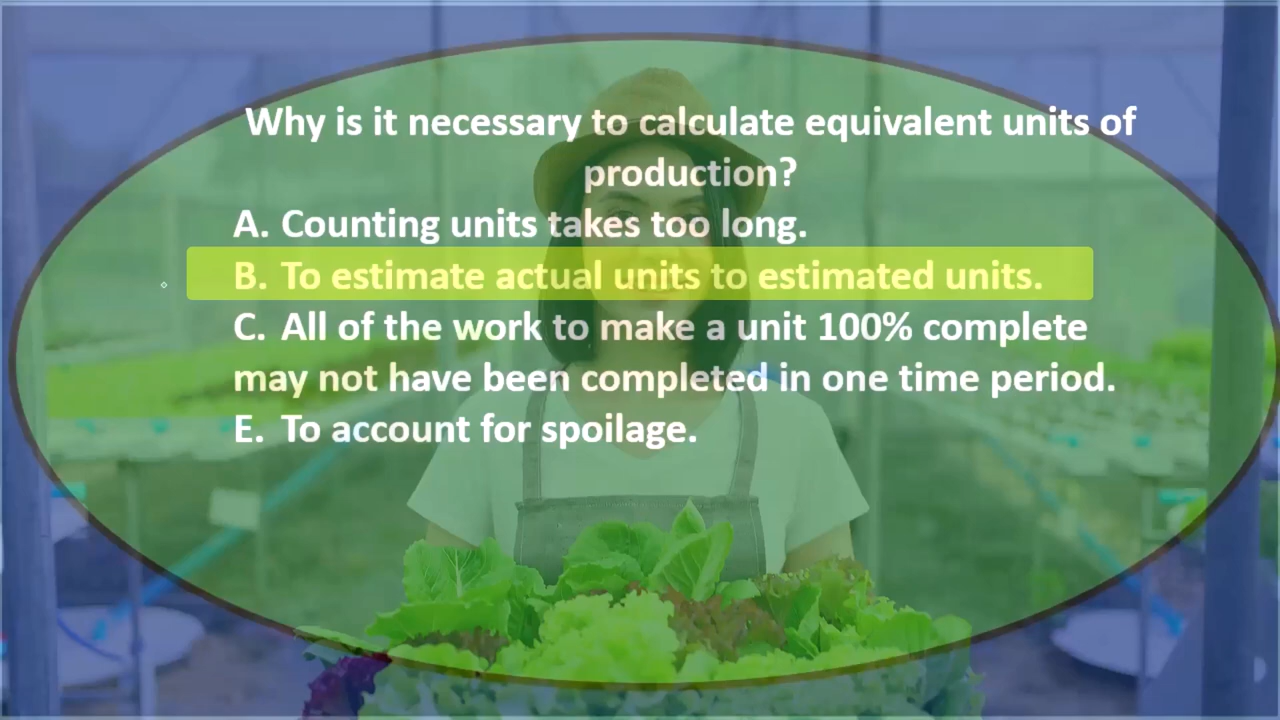 Why is it necessary to calculate equivalent units of
production?
A. Counting units takes too long.
B. To estimate actual units to estimated units.
C. All of the work to make a unit 100% complete
may not have been completed in one time period.
E. To account for spoilage.